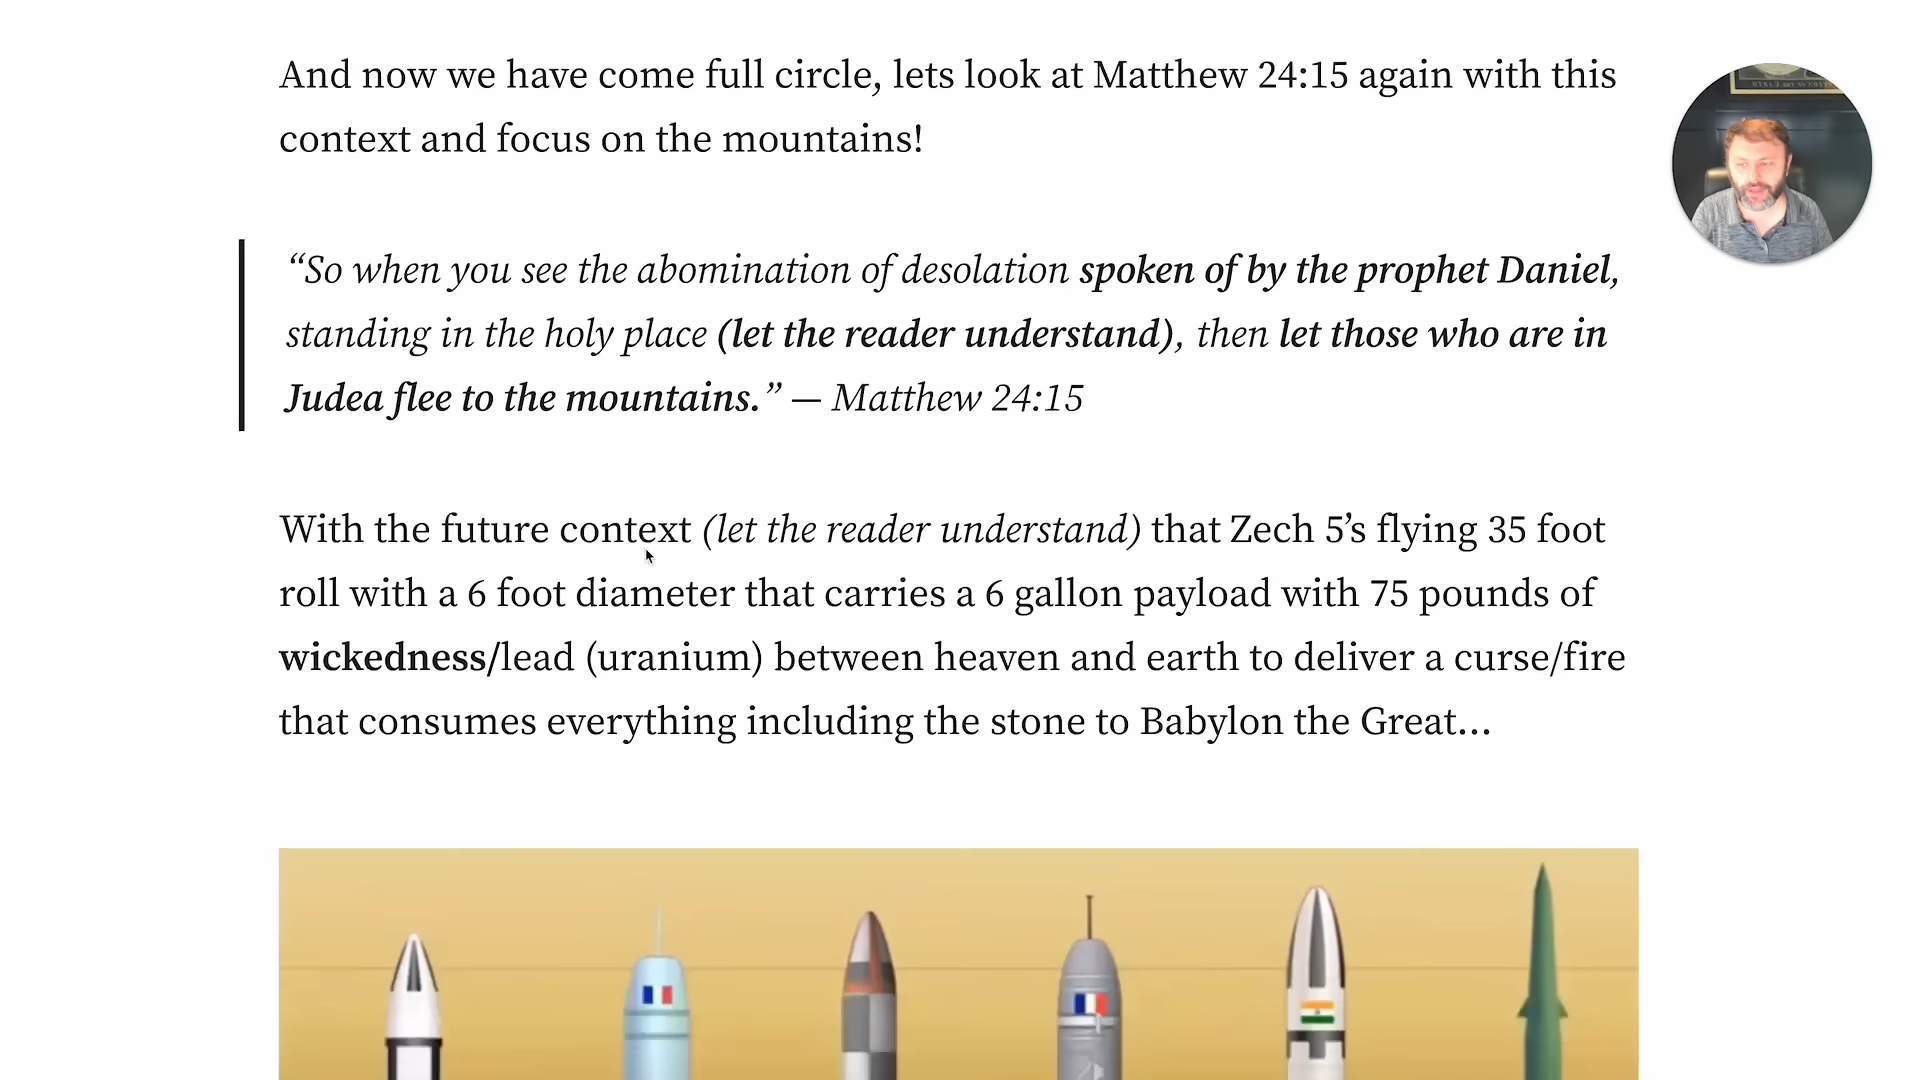 And now we have come full circle, lets look at Matthew 24:15 again with this
context and focus on the mountains!
“So when you see the abomination of desolation spoken of by the prophet Daniel,
standing in the holy place (let the reader understand), then let those who are in
Judea flee to the mountains.” — Matthew 24:15
With the future context (let the reader understand) that Zech 5’s flying 35 foot
roll with a 6 foot diameter that carries a 6 gallon payload with 75 pounds of
wickedness/lead (uranium) between heaven and earth to deliver a curse/fire
that consumes everything including the stone to Babylon the Great...